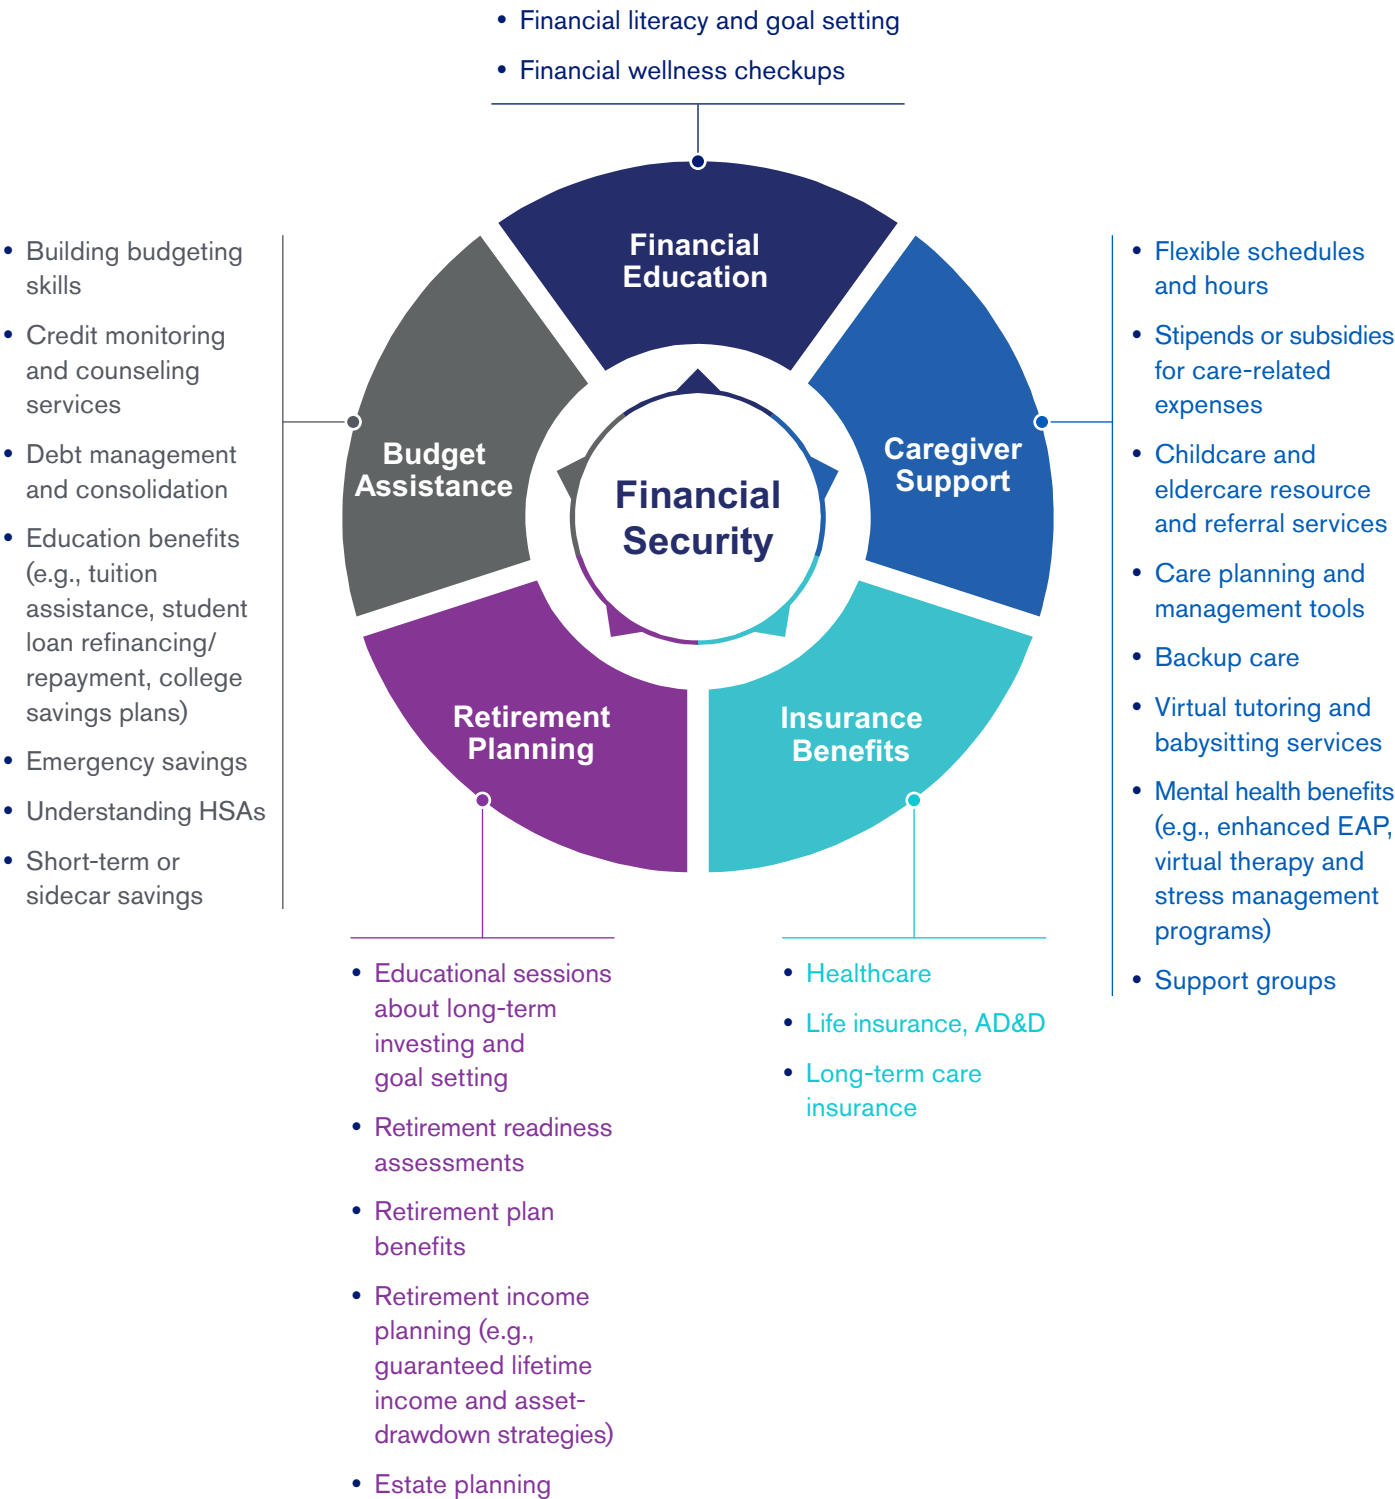 • Financial literacy and goal setting
• Financial wellness checkups
Financial
Education
• Building budgeting
skills
• Credit monitoring
and counseling
services
• Debt management
and consolidation
• Education benefits
(e.g., tuition
assistance, student
loan refinancing/
repayment, college
savings plans)
• Emergency savings
• Understanding HSAs
• Short-term or
sidecar savings
Budget
Assistance
Financial
Security
Caregiver
Support
• Flexible schedules
and hours
• Stipends or subsidies
for care-related
expenses
• Childcare and
eldercare resource
and referral services
• Care planning and
management tools
• Backup care
• Virtual tutoring and
babysitting services
• Mental health benefits
(e.g., enhanced EAP,
virtual therapy and
stress management
programs)
• Support groups
Retirement
Planning
• Educational sessions
about long-term
investing and
goal setting
• Retirement readiness
assessments
• Retirement plan
benefits
• Retirement income
planning (e.g.,
guaranteed lifetime
income and asset-
drawdown strategies)
• Estate planning
Insurance
Benefits
• Healthcare
• Life insurance, AD&D
• Long-term care
insurance